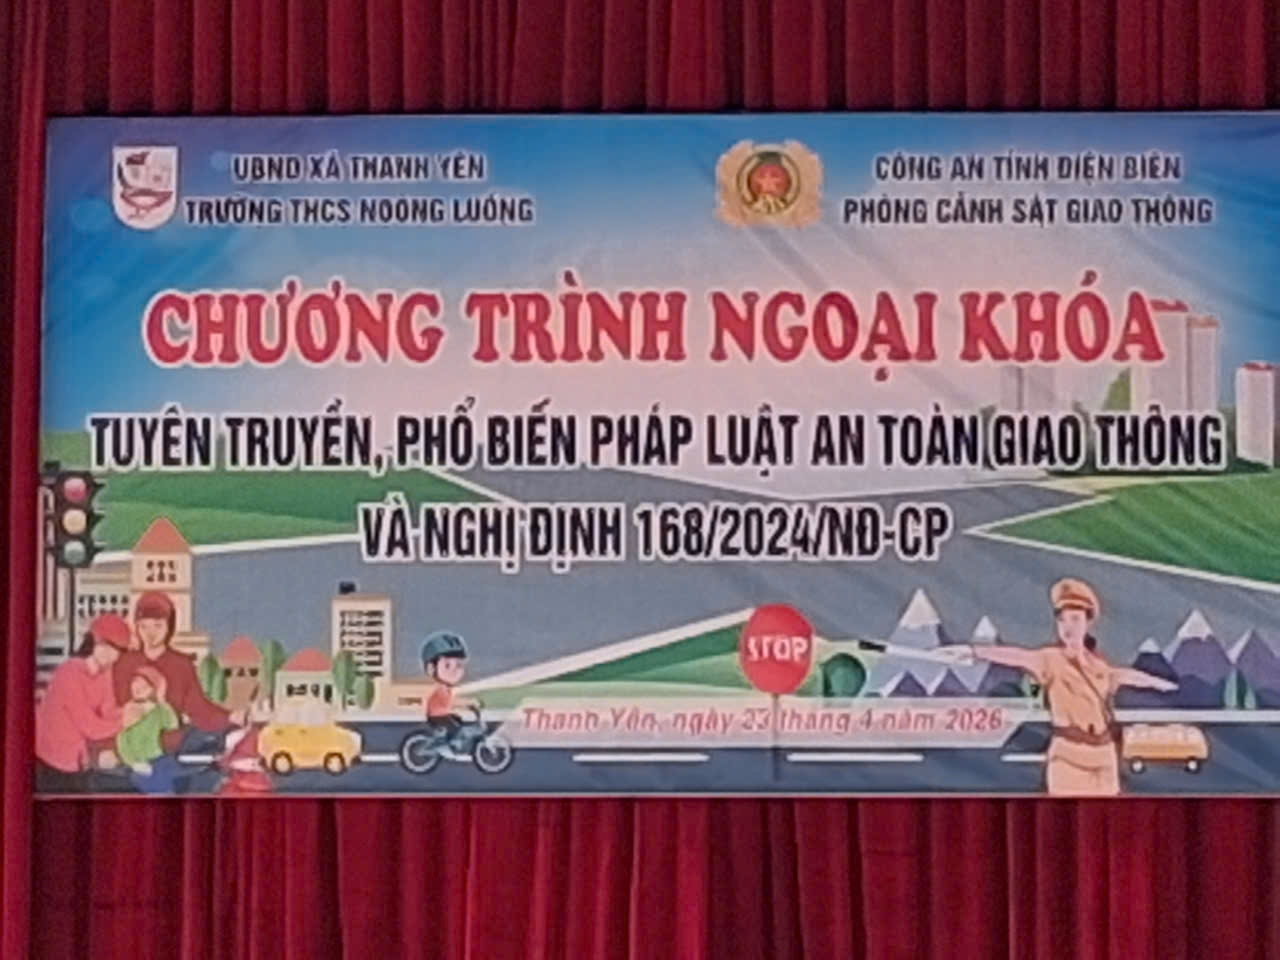 UBND XÃ THANH YÊN
TRƯỜNG THCS NOONG LUỐNG
CÔNG AN TỈNH ĐIỆN BIÊN
PHÒNG CẢNH SÁT GIAO THÔNG
CHƯƠNG TRÌNH NGOẠI KHÓA
TUYÊN TRUYỀN, PHỔ BIẾN PHÁP LUẬT AN TOÀN GIAO THÔNG
VÀ NGHỊ ĐỊNH 168/2024/NĐ-CP
STOP
Thanh Yên, ngày 23 tháng 4 năm 2026